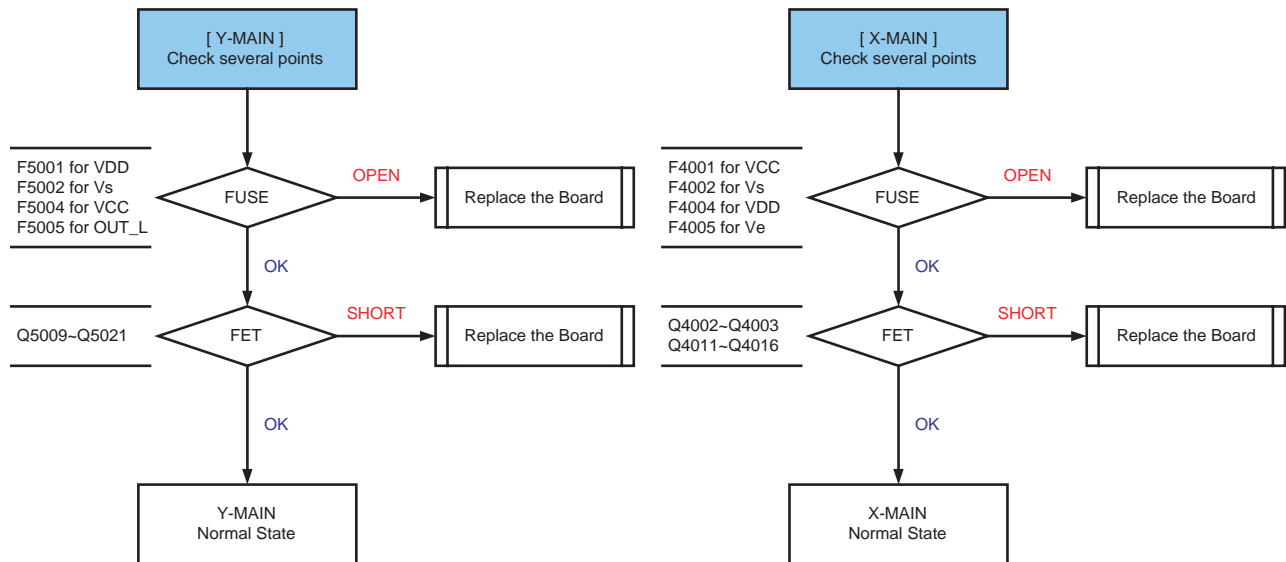 [ Y-MAIN ]
Check several points
F5001 for VDD
F5002 for Vs
F5004 for VCC
F5005 for OUT_L
FUSE
OPEN
Replace the Board
OK
Q5009~Q5021
FET
SHORT
Replace the Board
OK
Y-MAIN
Normal State
[ X-MAIN ]
Check several points
F4001 for VCC
F4002 for Vs
F4004 for VDD
F4005 for Ve
FUSE
OPEN
Replace the Board
OK
Q4002~Q4003
Q4011~Q4016
FET
SHORT
Replace the Board
OK
X-MAIN
Normal State